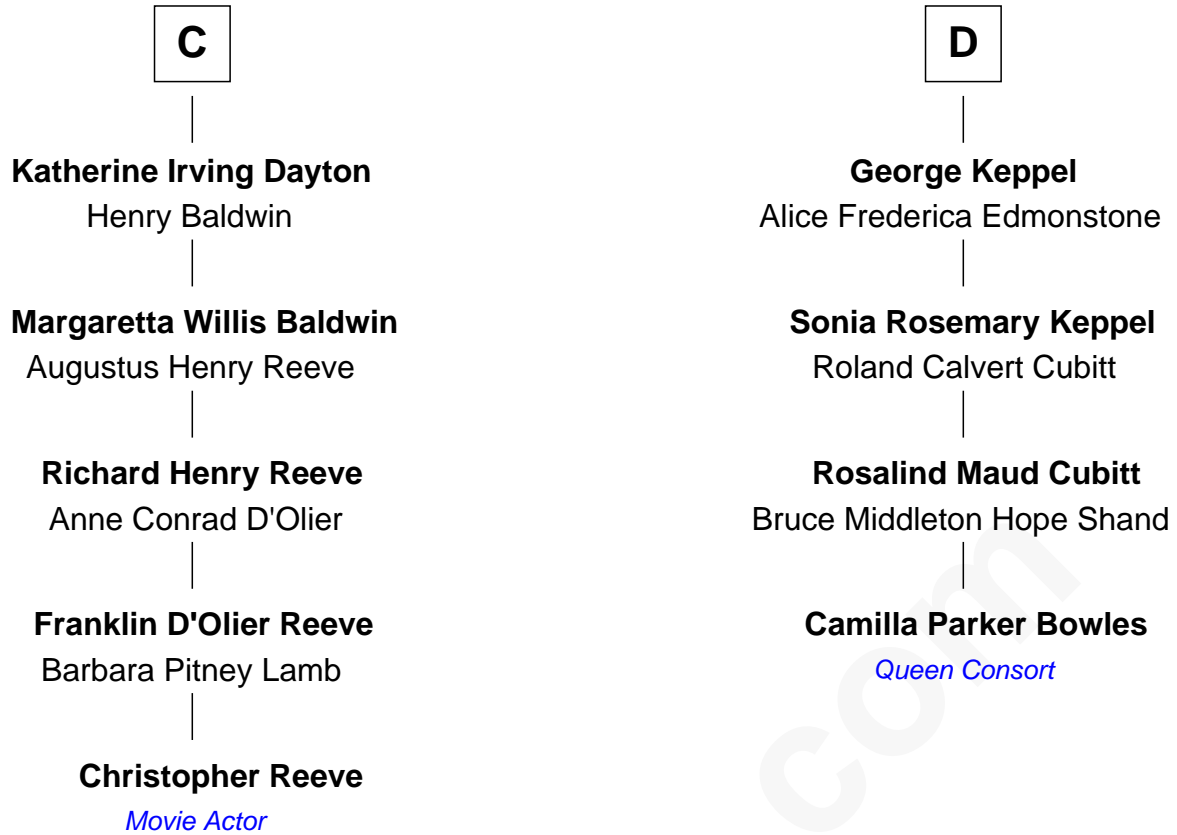 C
Katherine Irving Dayton
Henry Baldwin
Margaretta Willis Baldwin
Augustus Henry Reeve
Richard Henry Reeve
Anne Conrad D'Olier
Franklin D'Olier Reeve
Barbara Pitney Lamb
Christopher Reeve
Movie Actor
D
George Keppel
Alice Frederica Edmonstone
Sonia Rosemary Keppel
Roland Calvert Cubitt
Rosalind Maud Cubitt
Bruce Middleton Hope Shand
Camilla Parker Bowles
Queen Consort
com